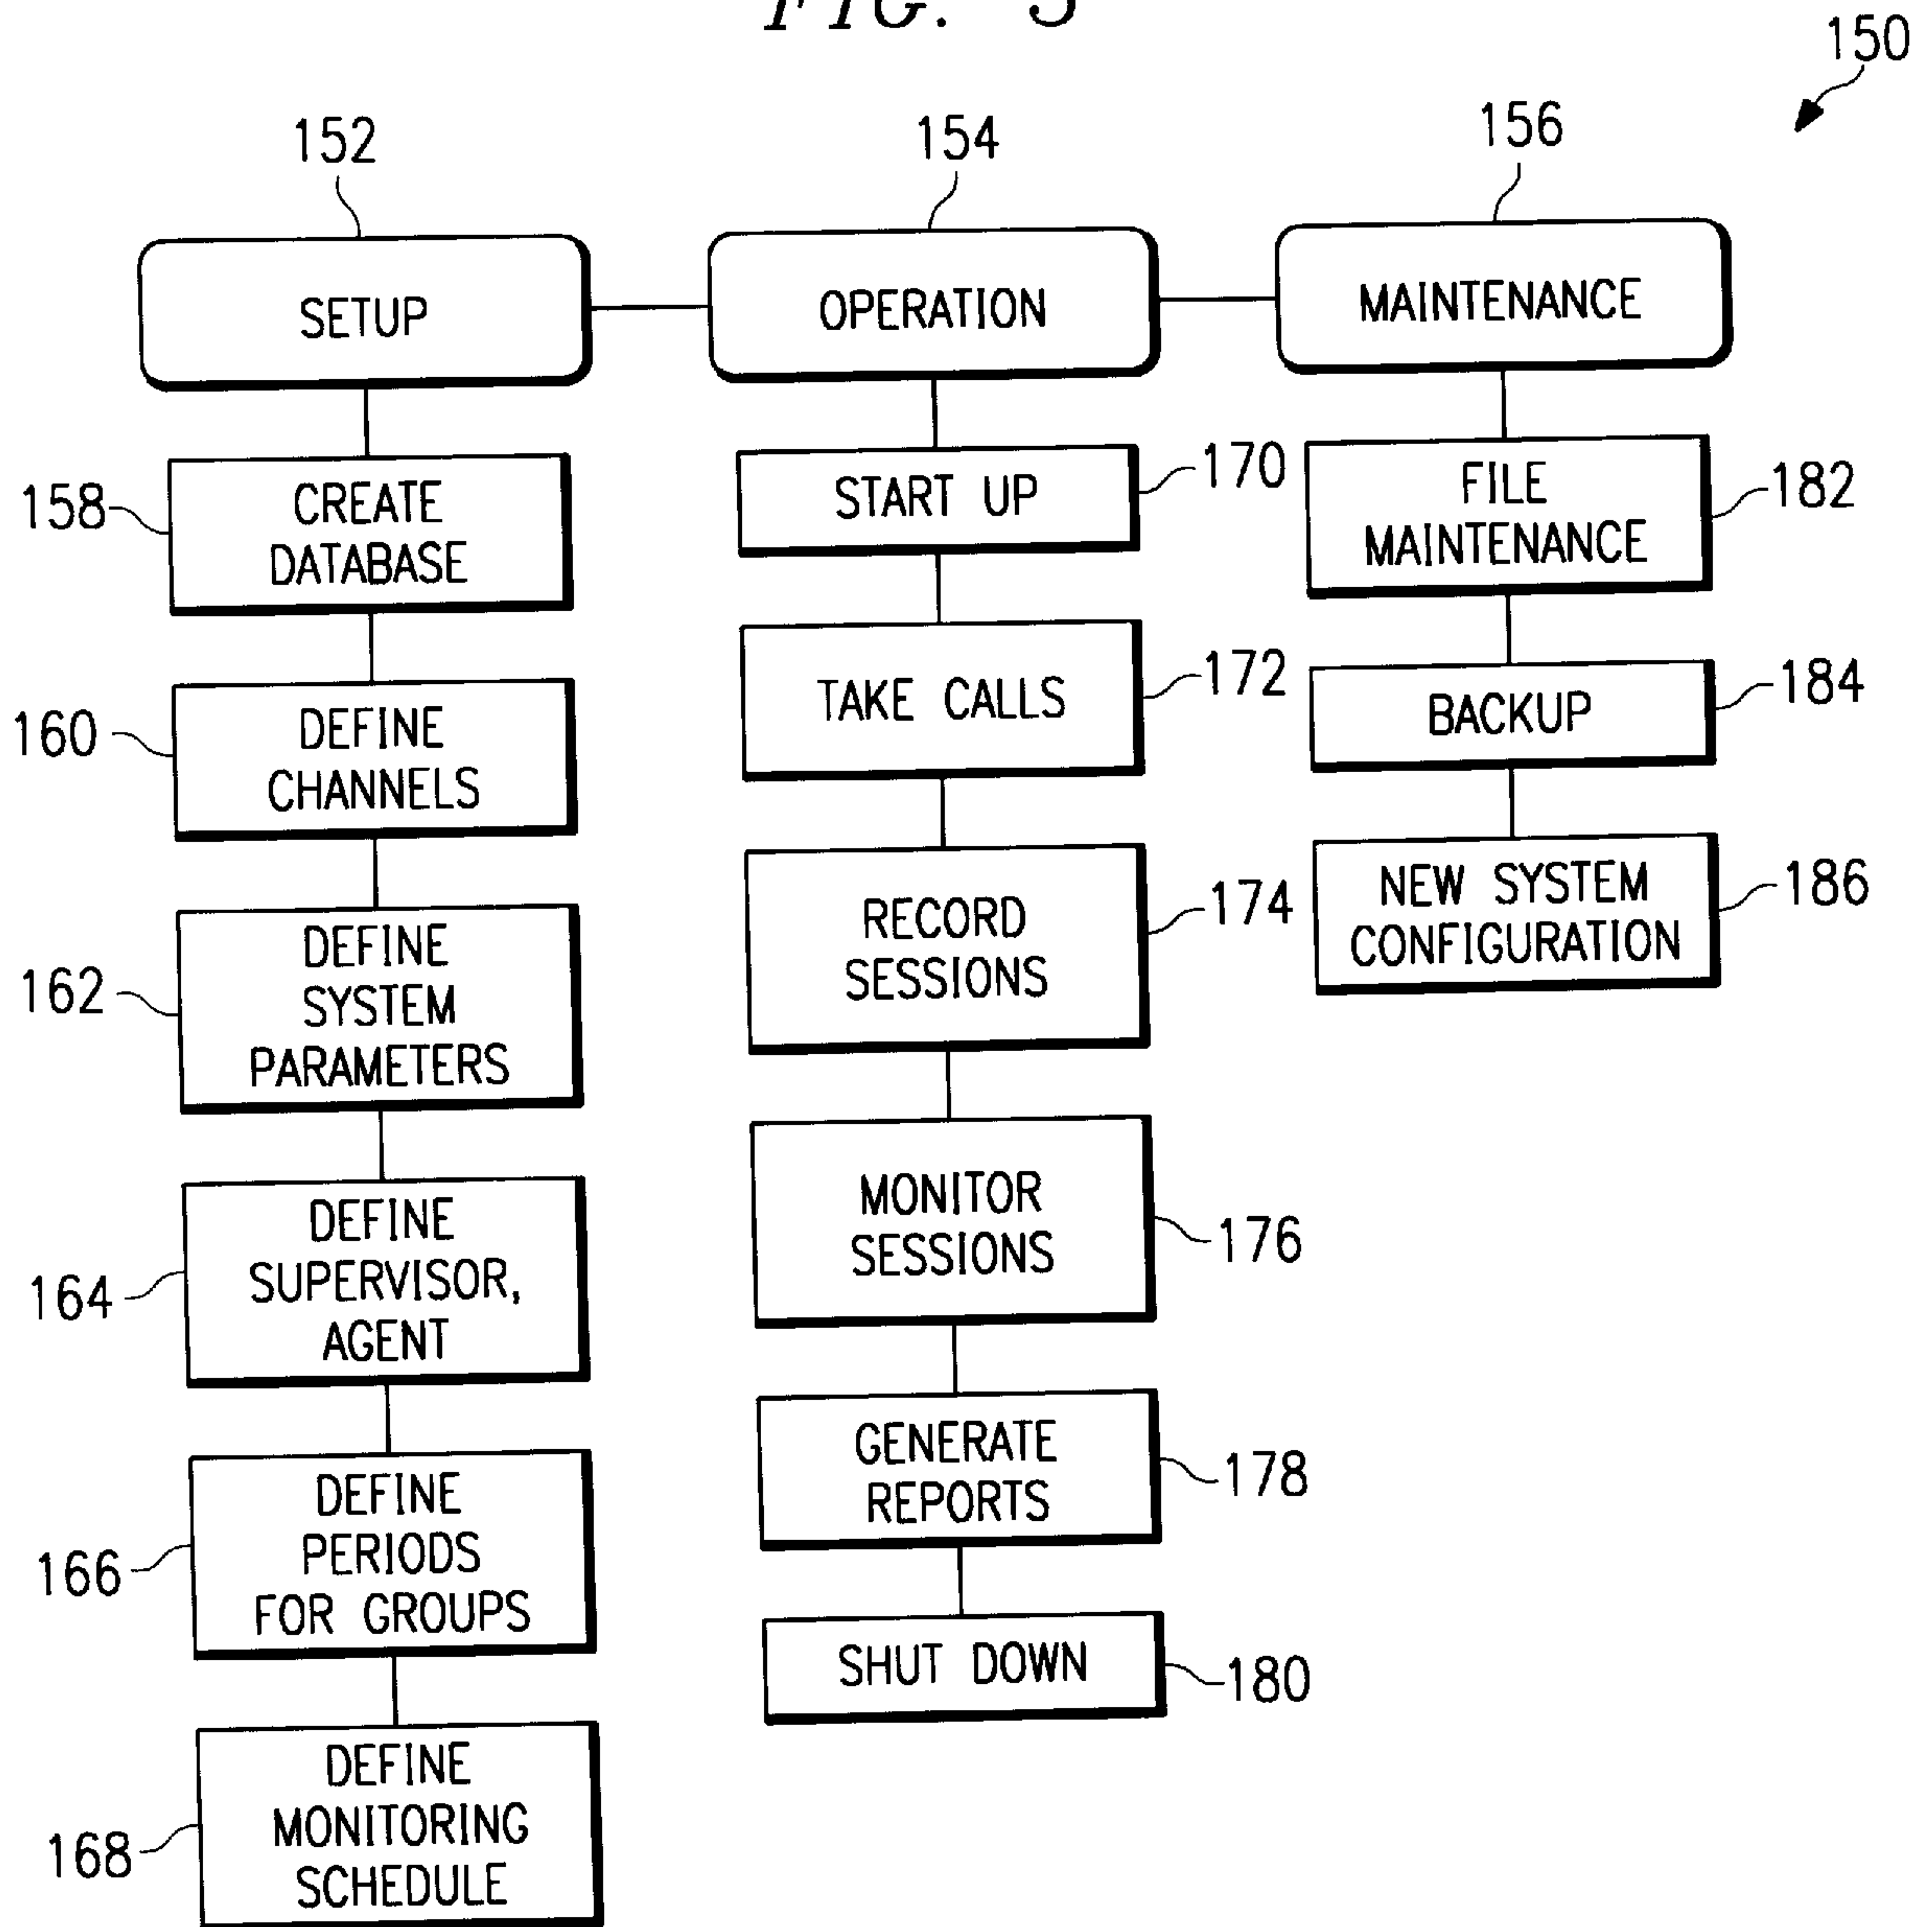 FIG. 5
150
152
154
156
SETUP
OPERATION
MAINTENANCE
158
CREATE
DATABASE
160
DEFINE
CHANNELS
162
DEFINE
SYSTEM
PARAMETERS
164
DEFINE
SUPERVISOR,
AGENT
166
DEFINE
PERIODS
FOR GROUPS
168
DEFINE
MONITORING
SCHEDULE
START UP
170
TAKE CALLS
172
RECORD
SESSIONS
174
MONITOR
SESSIONS
176
GENERATE
REPORTS
178
SHUT DOWN
180
FILE
MAINTENANCE
182
BACKUP
184
NEW SYSTEM
CONFIGURATION
186